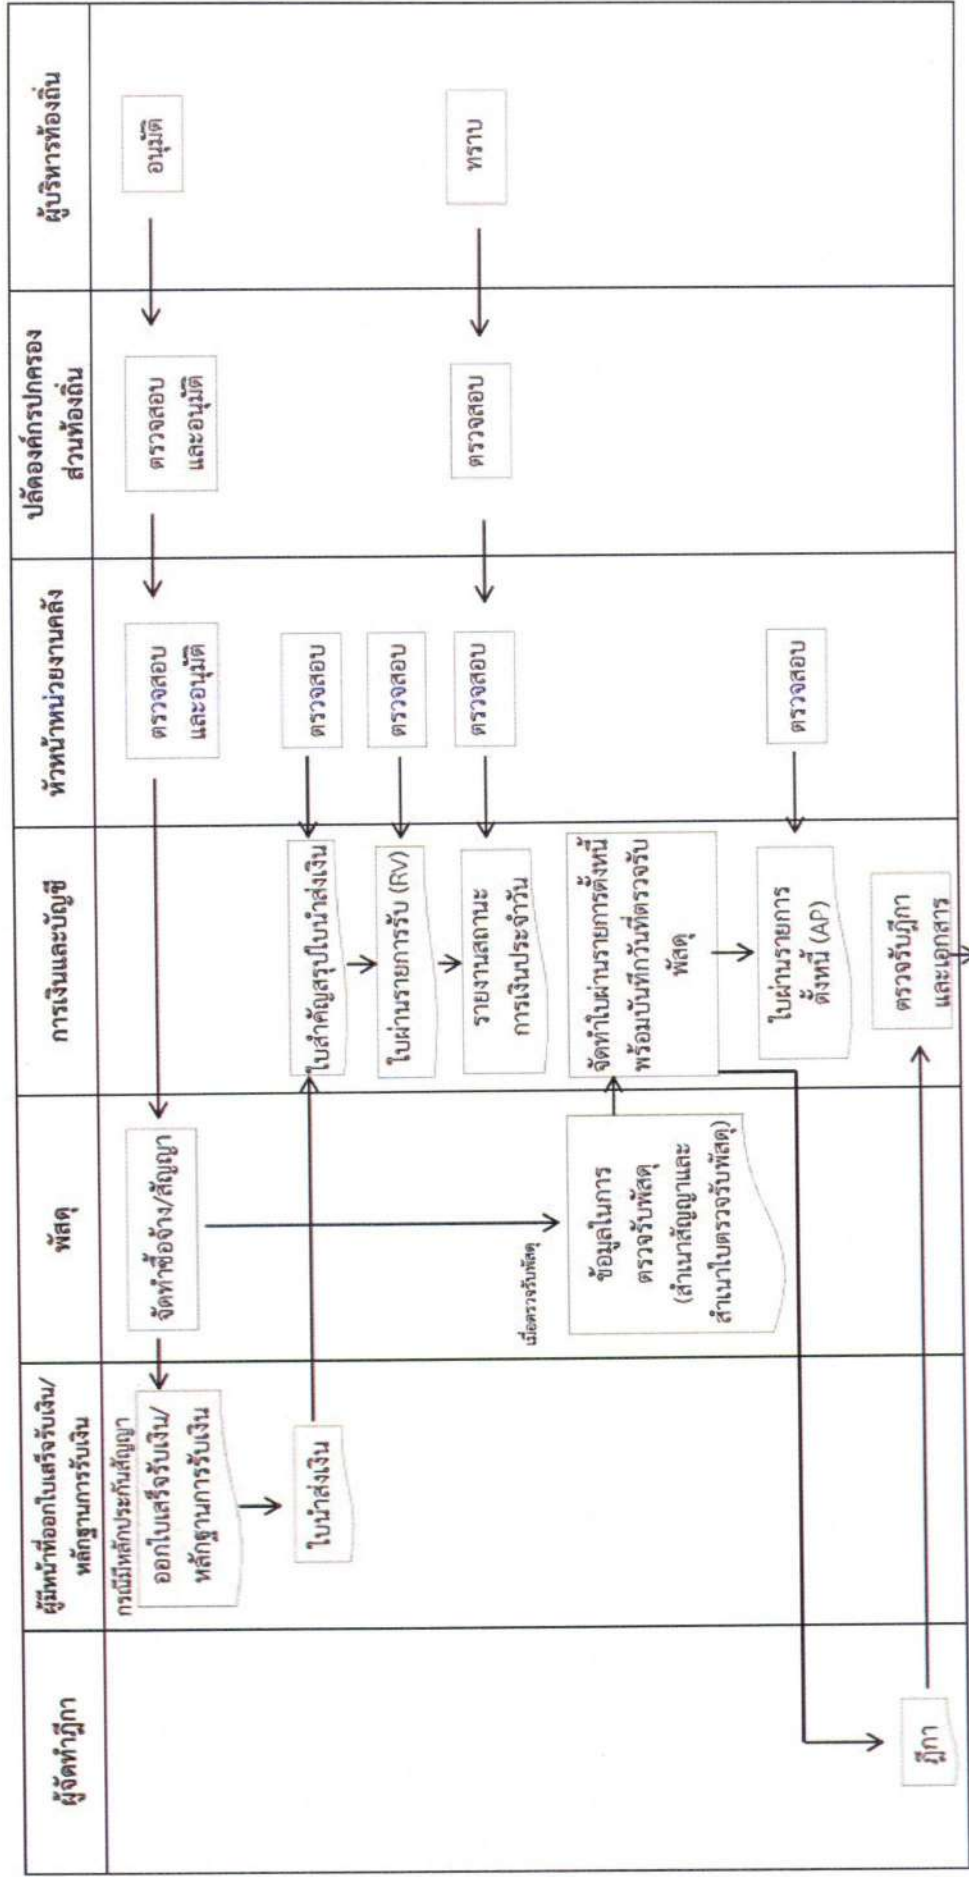 ผู้จัดทำฎีกา
ผู้มีหน้าที่ออกใบเสร็จรับเงิน/
หลักฐานการรับเงิน
พัสดุ
การเงินและบัญชี
หัวหน้าหน่วยงานคลัง
ปลัดองค์กรปกครอง
ส่วนท้องถิ่น
ผู้บริหารท้องถิ่น
กรณีมีหลักประกันสัญญา
ออกใบเสร็จรับเงิน/
หลักฐานการรับเงิน
จัดทำซื้อจ้าง/สัญญา
ตรวจสอบ
และอนุมัติ
ตรวจสอบ
และอนุมัติ
อนุมัติ
ใบนำส่งเงิน
ใบสำคัญสรุปใบนำส่งเงิน
ตรวจสอบ
ใบผ่านรายการรับ (RV)
ตรวจสอบ
รายงานสถานะ
การเงินประจำวัน
ตรวจสอบ
ตรวจสอบ
ทราบ
เมื่อตรวจรับพัสดุ
ข้อมูลในการ
ตรวจรับพัสดุ
(สำเนาสัญญาและ
สำเนาใบตรวจรับพัสดุ)
จัดทำใบผ่านรายการตั้งหนี้
พร้อมบันทึกวันที่ตรวจรับ
พัสดุ
ใบผ่านรายการ
ตั้งหนี้ (AP)
ตรวจสอบ
ฎีกา
ตรวจรับฎีกา
และเอกสาร